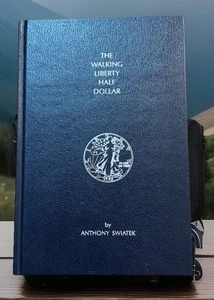 THE
WALKING
LIBERTY
HALF
DOLLAR
by
ANTHONY SWIATEK